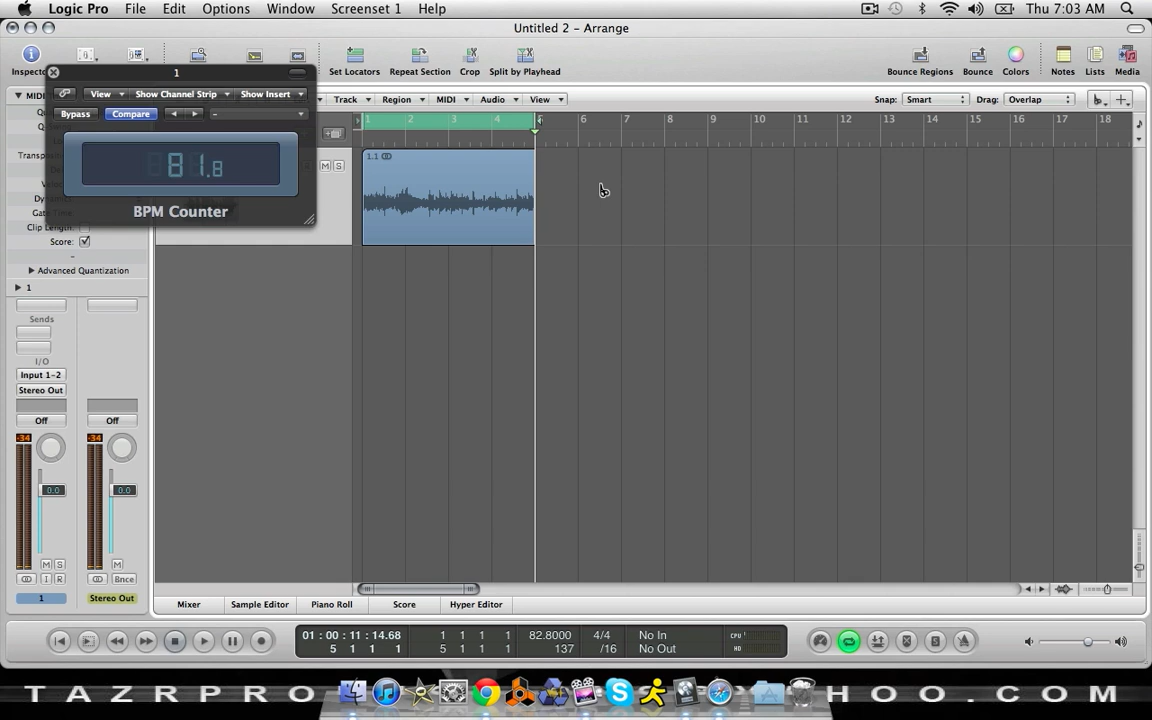 Logic Pro File Edit Options Window Screenset 1 Help Thu 7:03 AM
Untitled 2 – Arrange
Inspector Set Locators Repeat Section Crop Split by Playhead Bounce Regions Bounce Colors Notes Lists Media
1
View Show Channel Strip Show Insert
Track Region MIDI Audio View Snap: Smart Drag: Overlap
Bypass Compare -
1 2 3 4 5 6 7 8 9 10 11 12 13 14 15 16 17 18
81.8
BPM Counter
1.1
M S
MIDI
Clip Length:
Score:
-
Advanced Quantization
1
Sends
I/O
Input 1-2
Stereo Out
Off Off
-34 -34
0.0 0.0
M S M
I R Bnce
1 Stereo Out
Mixer Sample Editor Piano Roll Score Hyper Editor
01:00:11:14.68 1 1 1 1 82.8000 4/4 No In CPU
5 1 1 1 5 1 1 1 137 /16 No Out HD
TAZRPRO HOO.COM